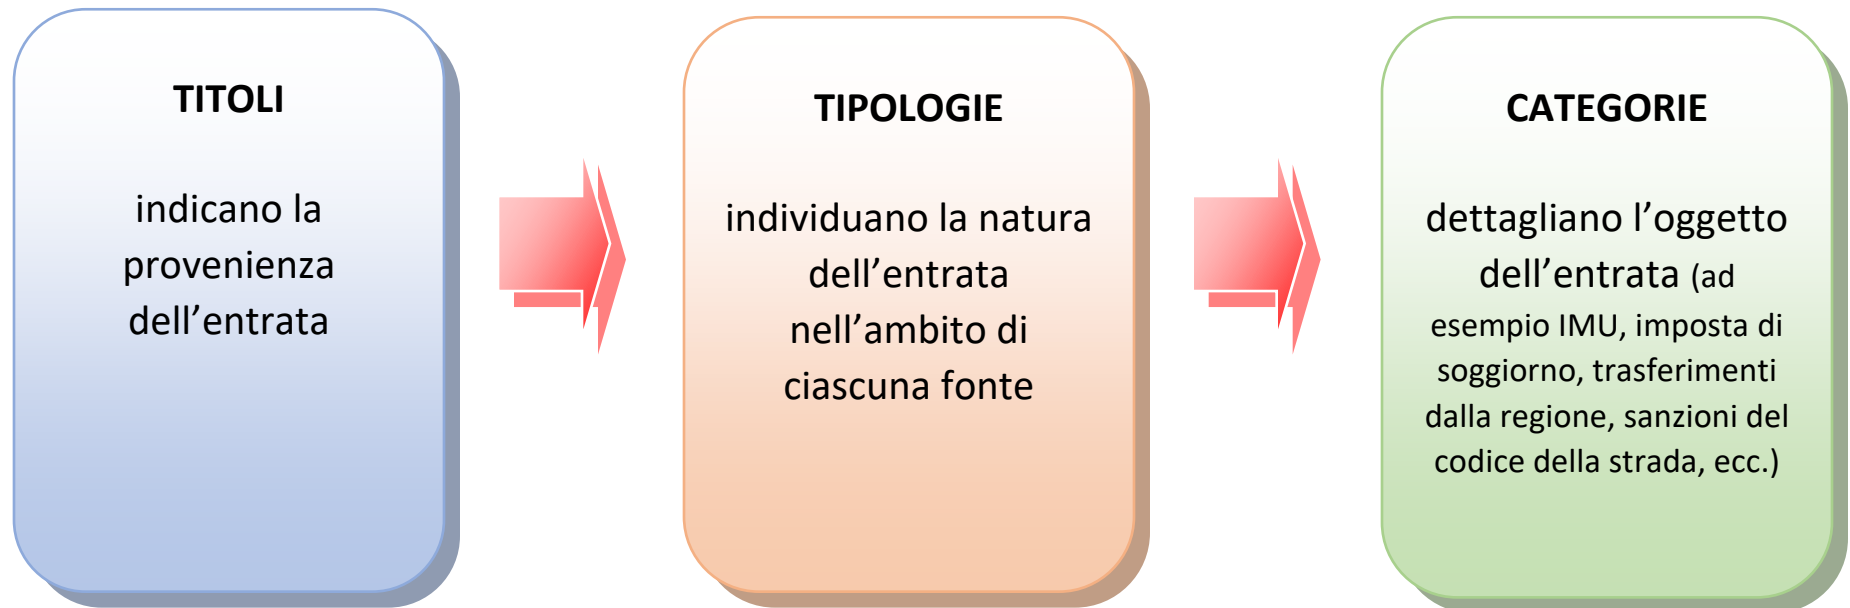 TITOLI
indicano la
provenienza
dell’entrata
TIPOLOGIE
individuano la natura
dell’entrata
nell’ambito di
ciascuna fonte
CATEGORIE
dettagliano l’oggetto
dell’entrata (ad
esempio IMU, imposta di
soggiorno, trasferimenti
dalla regione, sanzioni del
codice della strada, ecc.)